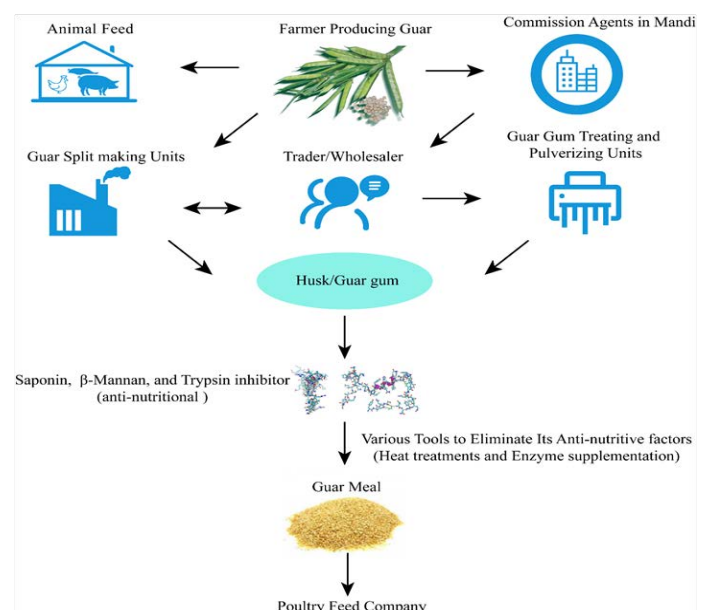 Animal Feed
Farmer Producing Guar
Commission Agents in Mandi
Guar Split making Units
Trader/Wholesaler
Guar Gum Treating and
Pulverizing Units
Husk/Guar gum
Saponin, β-Mannan, and Trypsin inhibitor
(anti-nutritional )
Various Tools to Eliminate Its Anti-nutritive factors
(Heat treatments and Enzyme supplementation)
Guar Meal
Poultry Feed Company